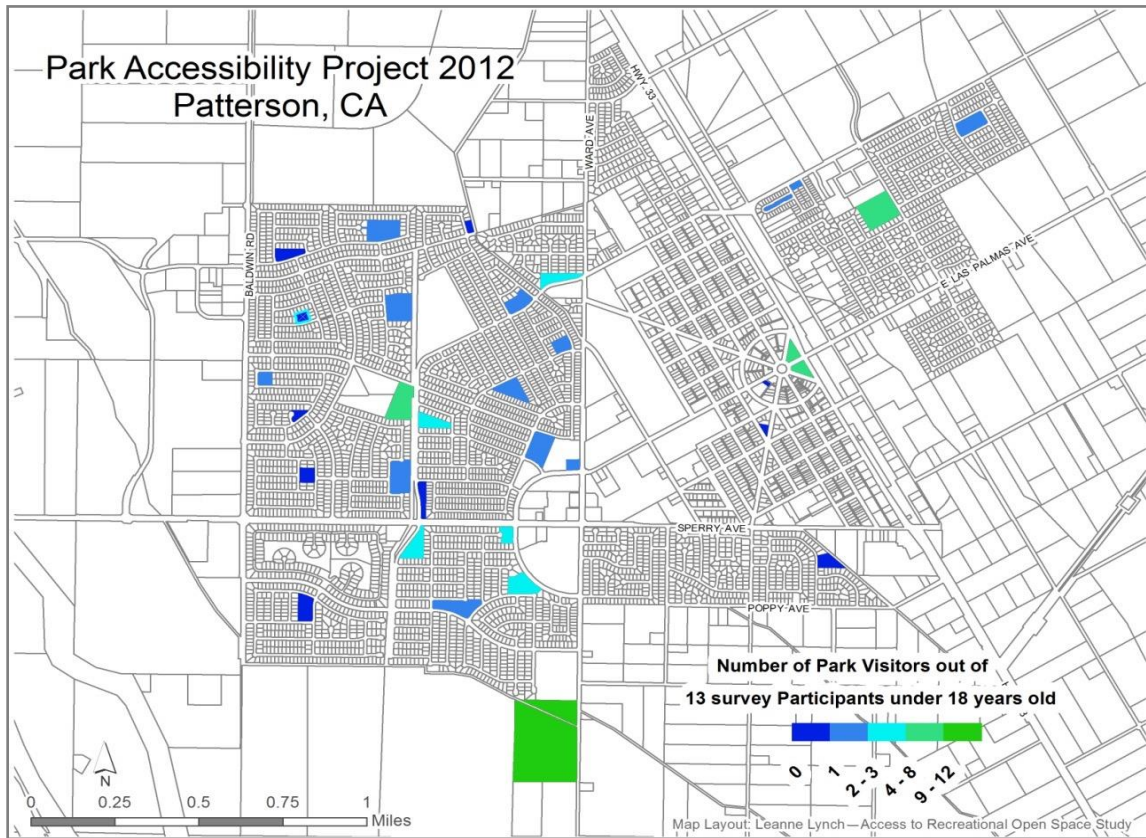 Park Accessibility Project 2012
Patterson, CA
HWY. 33
WARD AVE
BALDWIN RD
E LAS PALMAS AVE
SPERRY AVE
POPPY AVE
Number of Park Visitors out of
13 survey Participants under 18 years old
0
1
2 - 3
4 - 8
9 - 12
N
0 0.25 0.5 0.75 1
Miles
Map Layout: Leanne Lynch—Access to Recreational Open Space Study